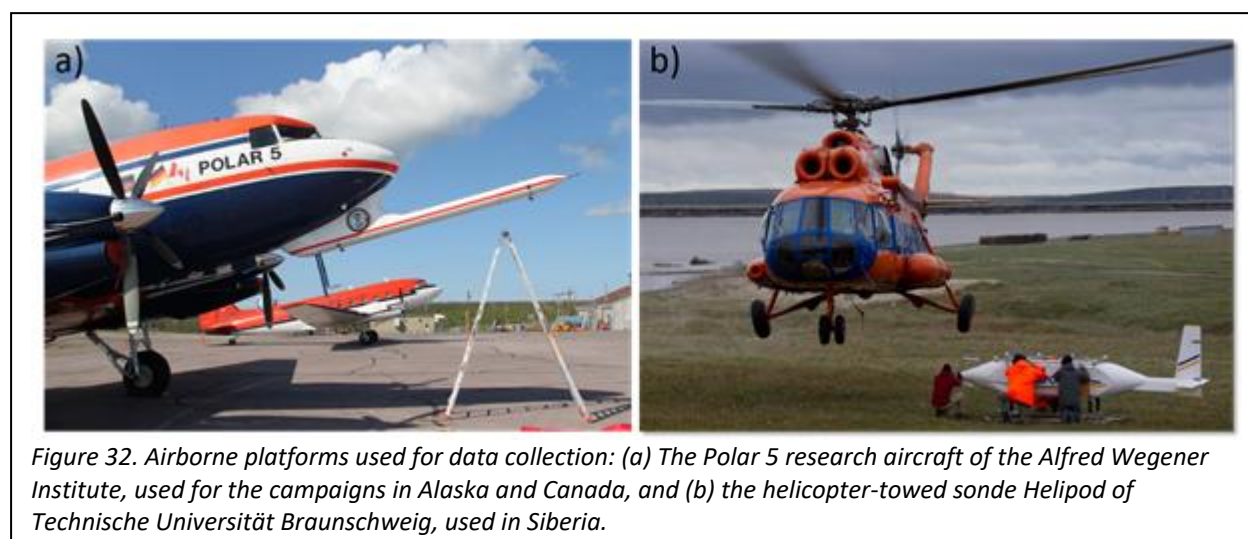 a)
b)
POLAR 5
Figure 32. Airborne platforms used for data collection: (a) The Polar 5 research aircraft of the Alfred Wegener
Institute, used for the campaigns in Alaska and Canada, and (b) the helicopter-towed sonde Helipod of
Technische Universität Braunschweig, used in Siberia.